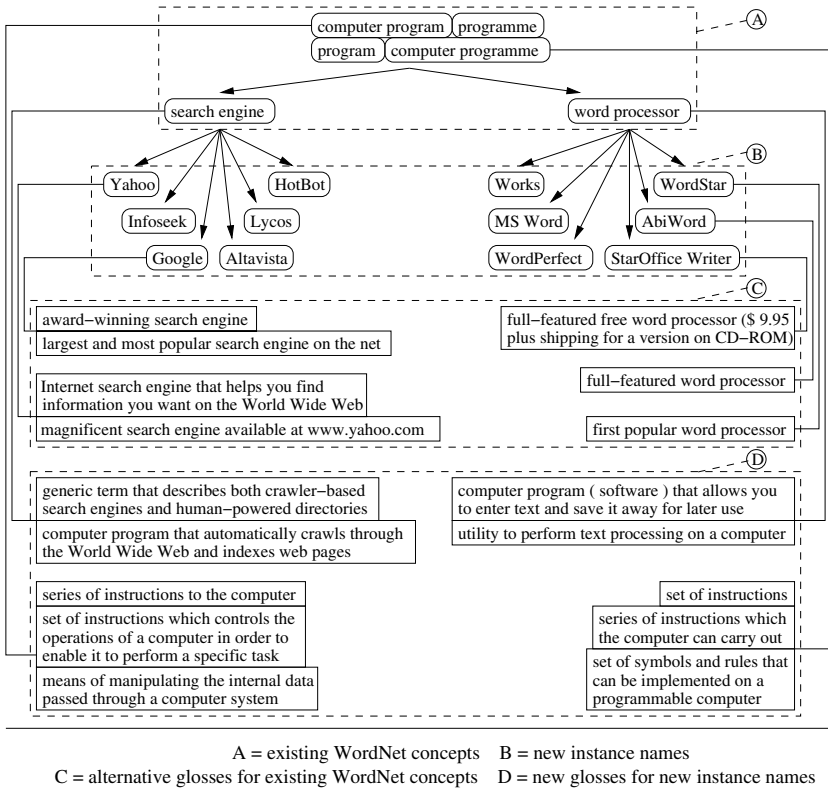 computer program programme
program computer programme
A
search engine word processor
B
Yahoo HotBot Works WordStar
Infoseek Lycos MS Word AbiWord
Google Altavista WordPerfect StarOffice Writer
C
award−winning search engine
largest and most popular search engine on the net
full−featured free word processor ($ 9.95
plus shipping for a version on CD−ROM)
Internet search engine that helps you find
information you want on the World Wide Web
full−featured word processor
magnificent search engine available at www.yahoo.com
first popular word processor
D
generic term that describes both crawler−based
search engines and human−powered directories
computer program ( software ) that allows you
to enter text and save it away for later use
computer program that automatically crawls through
the World Wide Web and indexes web pages
utility to perform text processing on a computer
series of instructions to the computer
set of instructions
set of instructions which controls the
operations of a computer in order to
enable it to perform a specific task
series of instructions which
the computer can carry out
means of manipulating the internal data
passed through a computer system
set of symbols and rules that
can be implemented on a
programmable computer
A = existing WordNet concepts B = new instance names
C = alternative glosses for existing WordNet concepts D = new glosses for new instance names